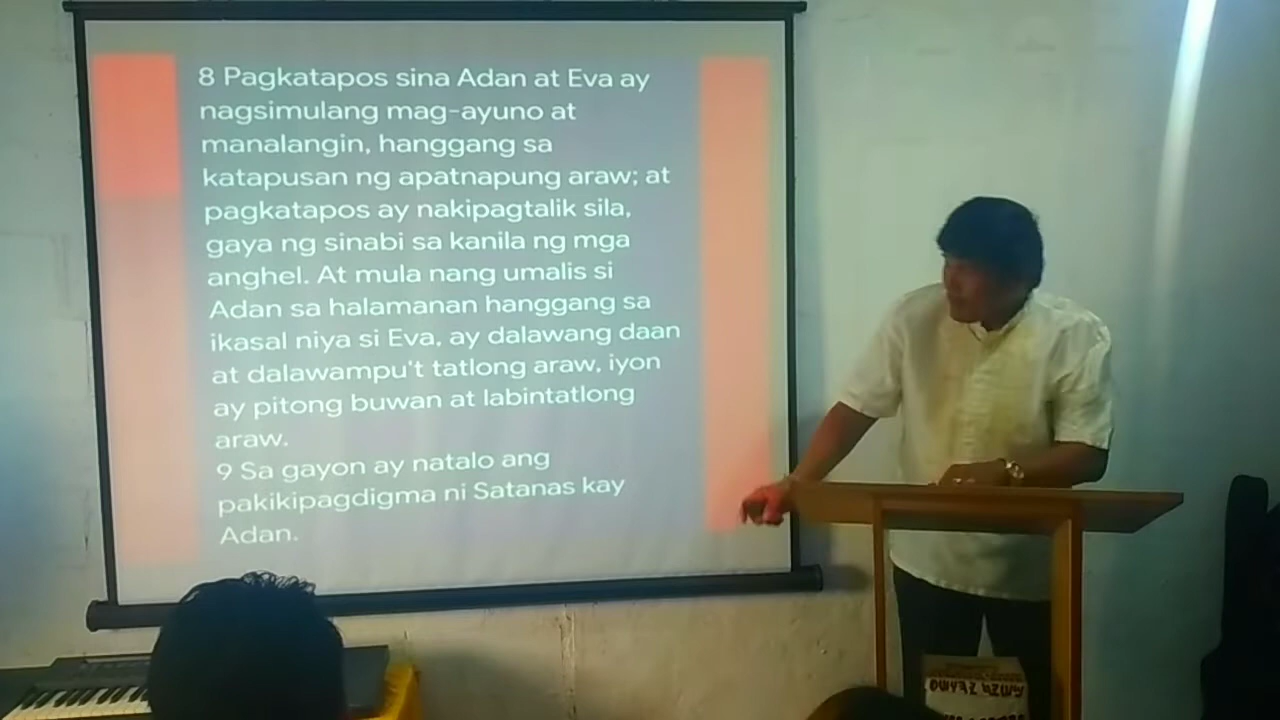 8 Pagkatapos sina Adan at Eva ay
nagsimulang mag-ayuno at
manalangin, hanggang sa
katapusan ng apatnapung araw; at
pagkatapos ay nakipagtalik sila,
gaya ng sinabi sa kanila ng mga
anghel. At mula nang umalis si
Adan sa halamanan hanggang sa
ikasal niya si Eva, ay dalawang daan
at dalawampu't tatlong araw, iyon
ay pitong buwan at labintatlong
araw.
9 Sa gayon ay natalo ang
pakikipagdigma ni Satanas kay
Adan.